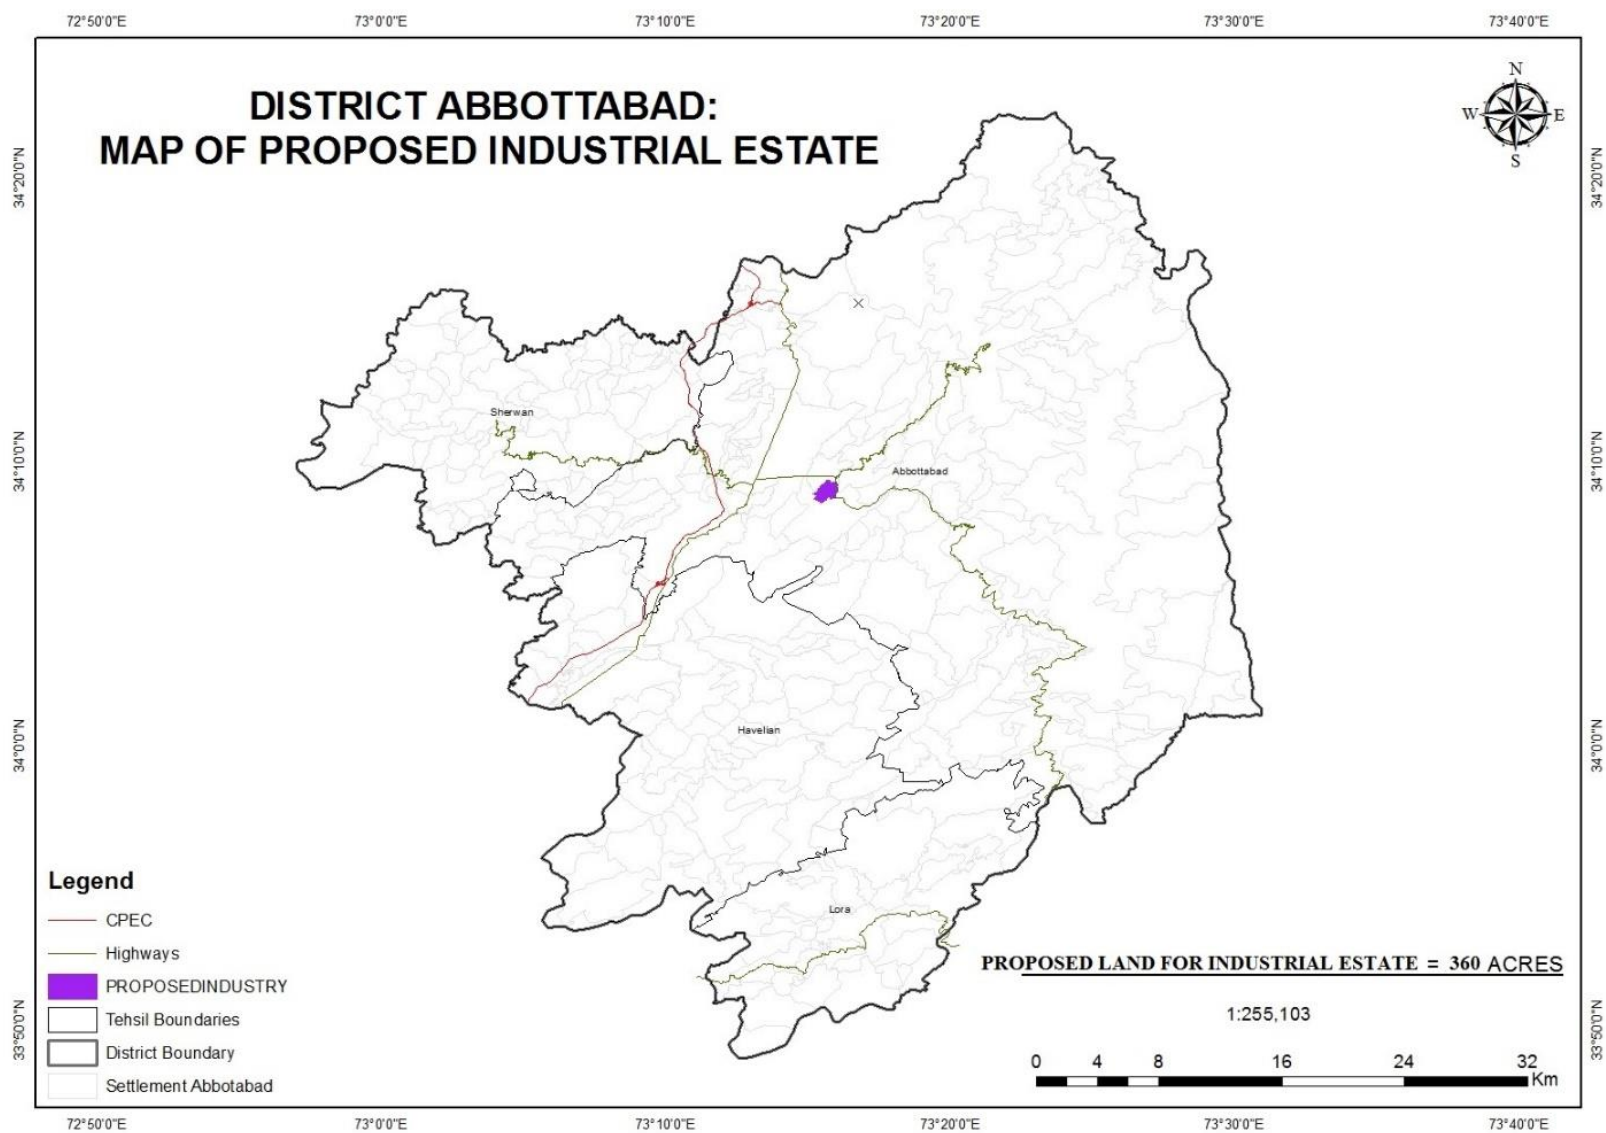 72°50'0"E 73°0'0"E 73°10'0"E 73°20'0"E 73°30'0"E 73°40'0"E
DISTRICT ABBOTTABAD:
MAP OF PROPOSED INDUSTRIAL ESTATE
N
W E
S
34°20'0"N 34°20'0"N
Sherwan
34°10'0"N 34°10'0"N
Abbottabad
34°0'0"N 34°0'0"N
Havelian
Lora
Legend
CPEC
Highways
PROPOSEDINDUSTRY
Tehsil Boundaries
District Boundary
Settlement Abbotabad
PROPOSED LAND FOR INDUSTRIAL ESTATE = 360 ACRES
1:255,103
33°50'0"N 33°50'0"N
0 4 8 16 24 32
Km
72°50'0"E 73°0'0"E 73°10'0"E 73°20'0"E 73°30'0"E 73°40'0"E